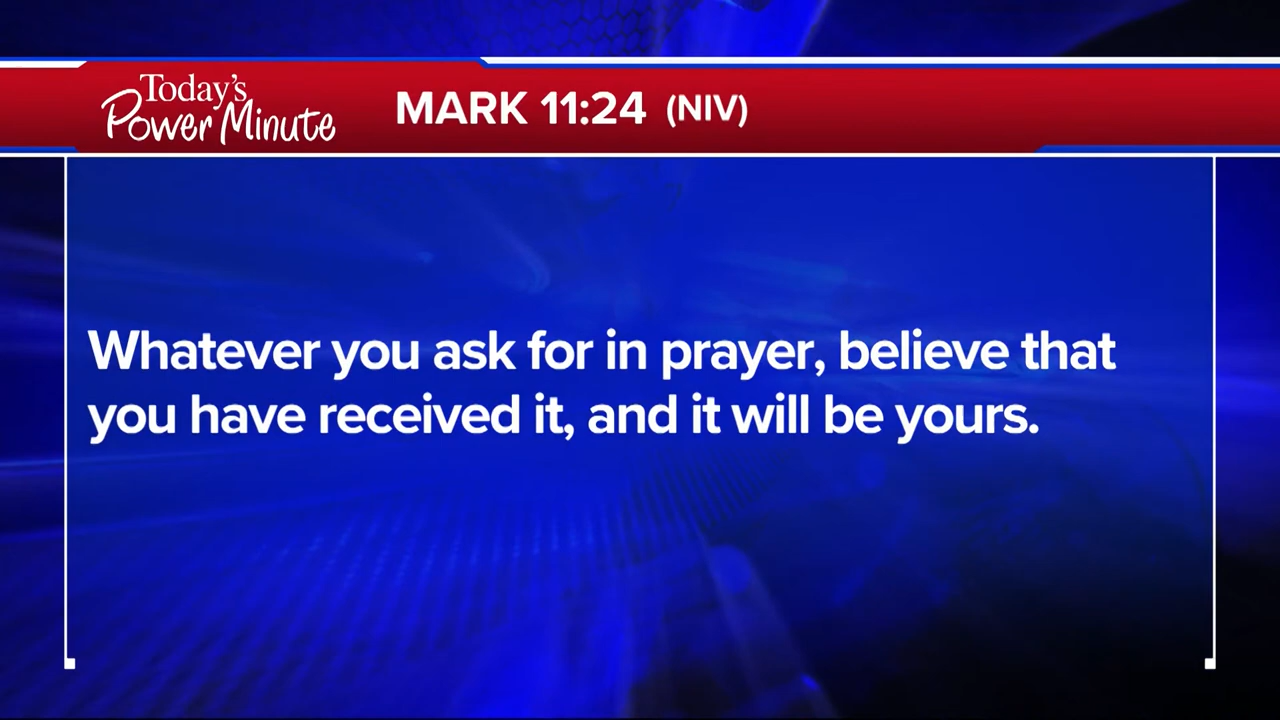 Today's
Power Minute
MARK 11:24 (NIV)
Whatever you ask for in prayer, believe that
you have received it, and it will be yours.